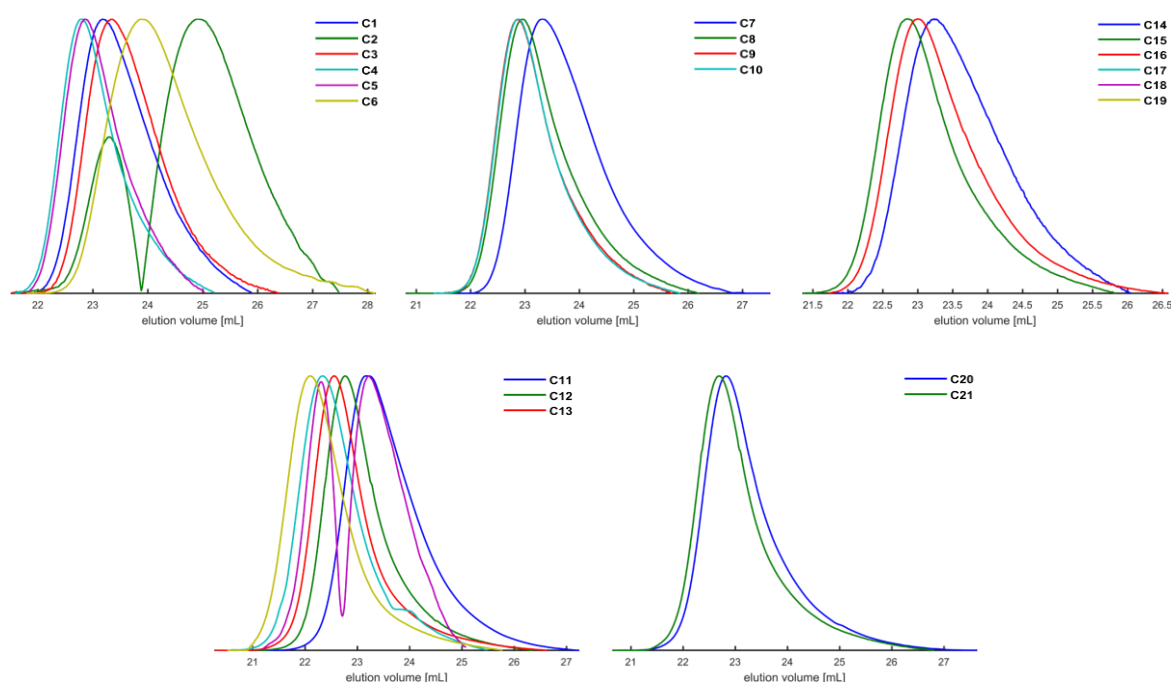 C1
C2
C3
C4
C5
C6
22 23 24 25 26 27 28
elution volume [mL]
C7
C8
C9
C10
22 23 24 25 26 27
elution volume [mL]
C14
C15
C16
C17
C18
C19
21.5 22 22.5 23 23.5 24 24.5 25 25.5 26 26.5
elution volume [mL]
C11
C12
C13
21 22 23 24 25 26 27
elution volume [mL]
C20
C21
21 22 23 24 25 26 27
elution volume [mL]